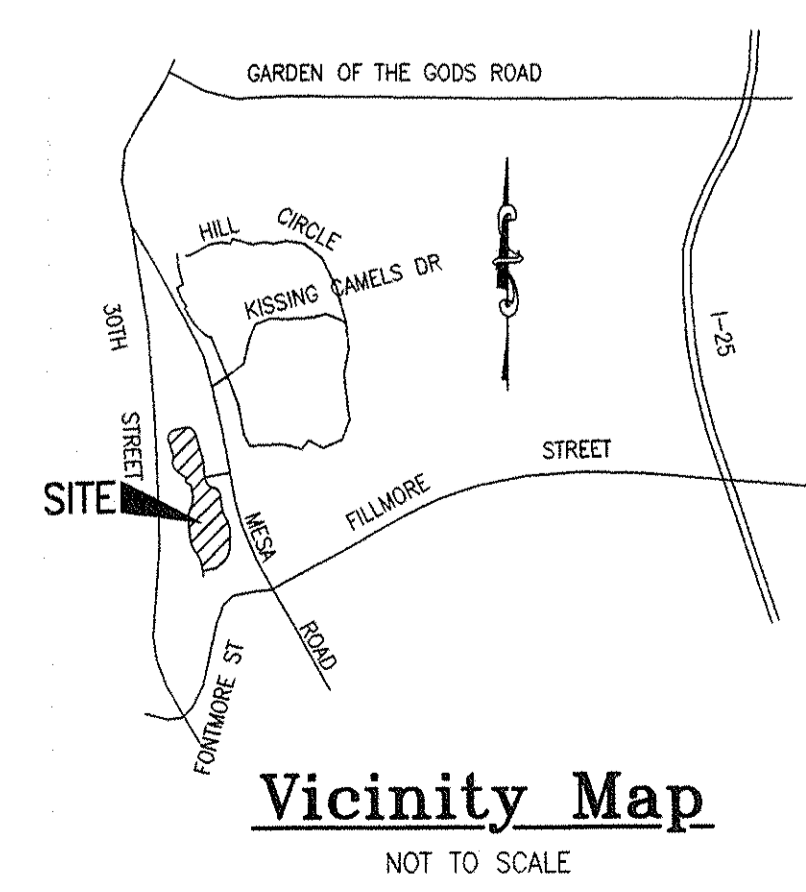 GARDEN OF THE GODS ROAD
HILL CIRCLE
KISSING CAMELS DR
30TH STREET
I-25
SITE
MESA ROAD
FILLMORE STREET
FONTMORE ST
Vicinity Map
NOT TO SCALE